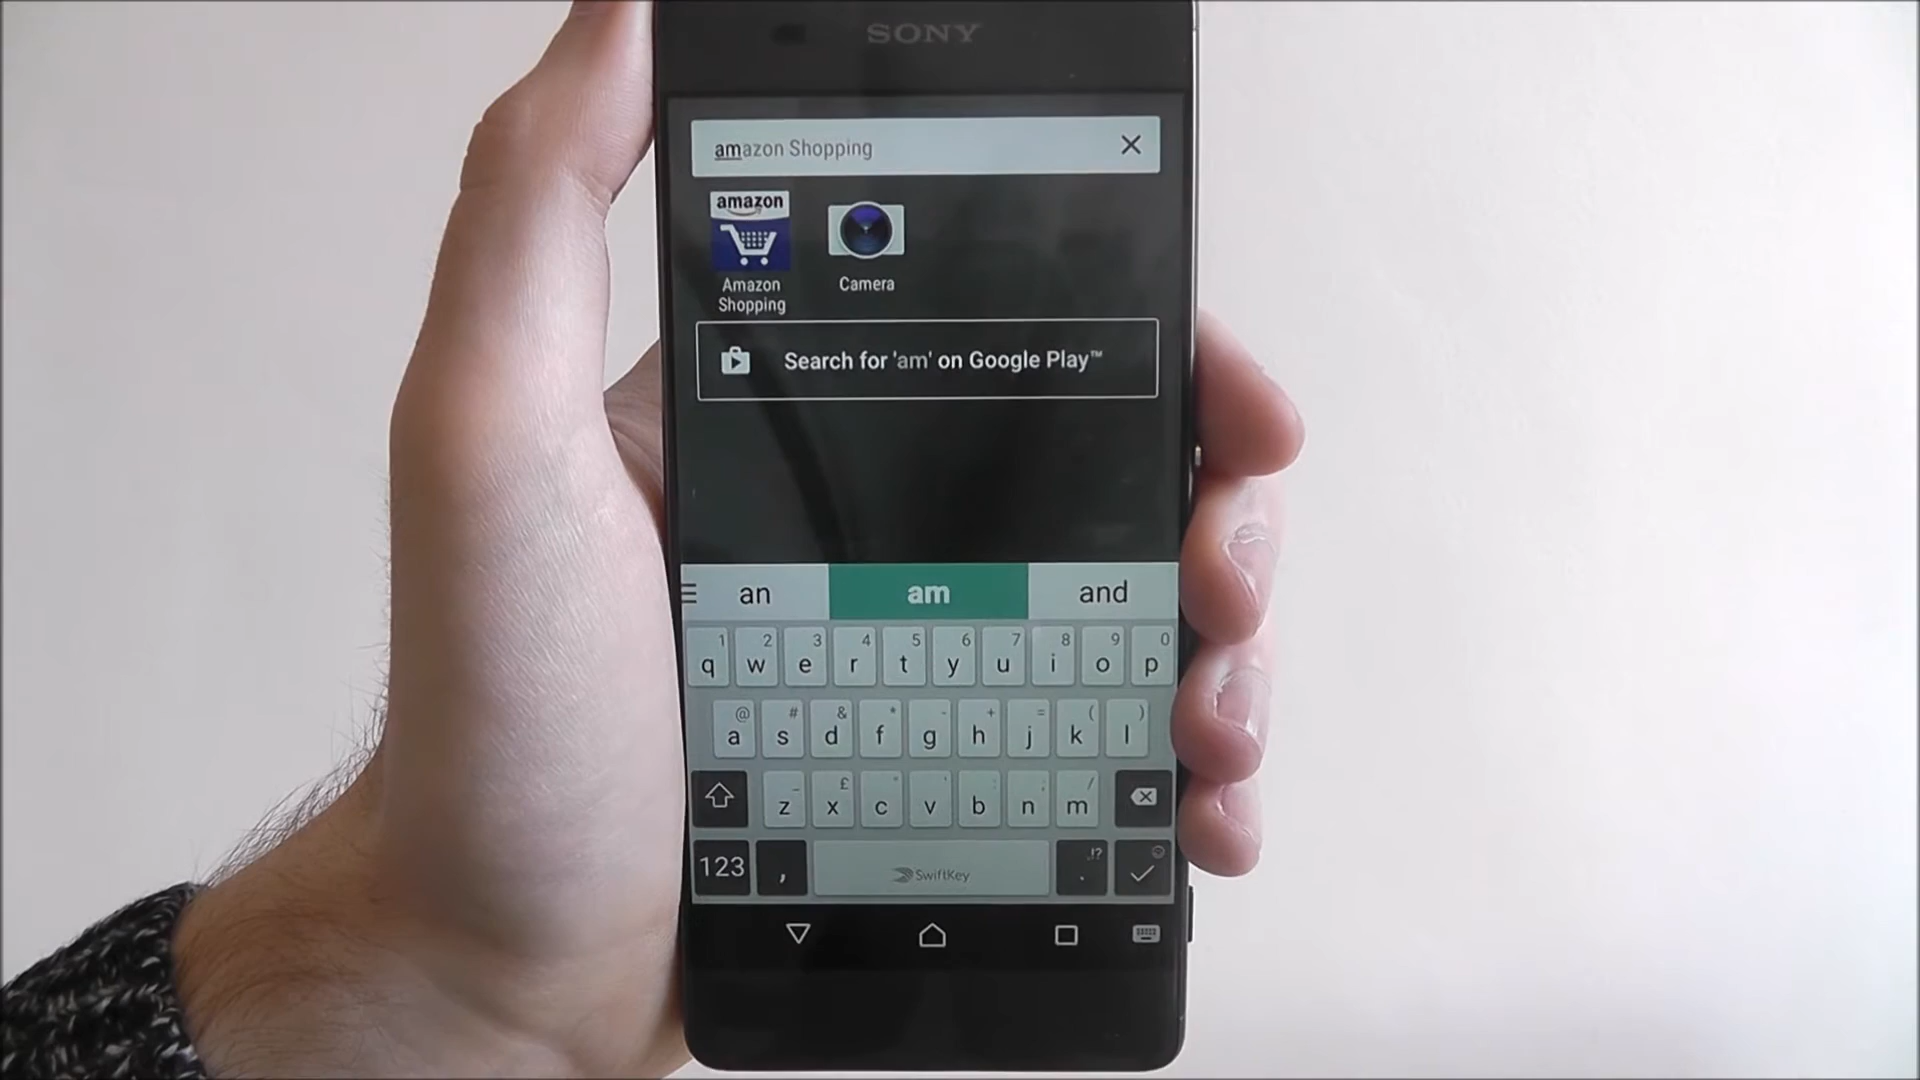 SONY
amazon Shopping
amazon
Amazon Shopping
Camera
Search for 'am' on Google Play™
an am and
1 2 3 4 5 6 7 8 9 0
q w e r t y u i o p
@ # & * - + = ( )
a s d f g h j k l
_ £ " ' : ; /
z x c v b n m
123 , SwiftKey . ,!?